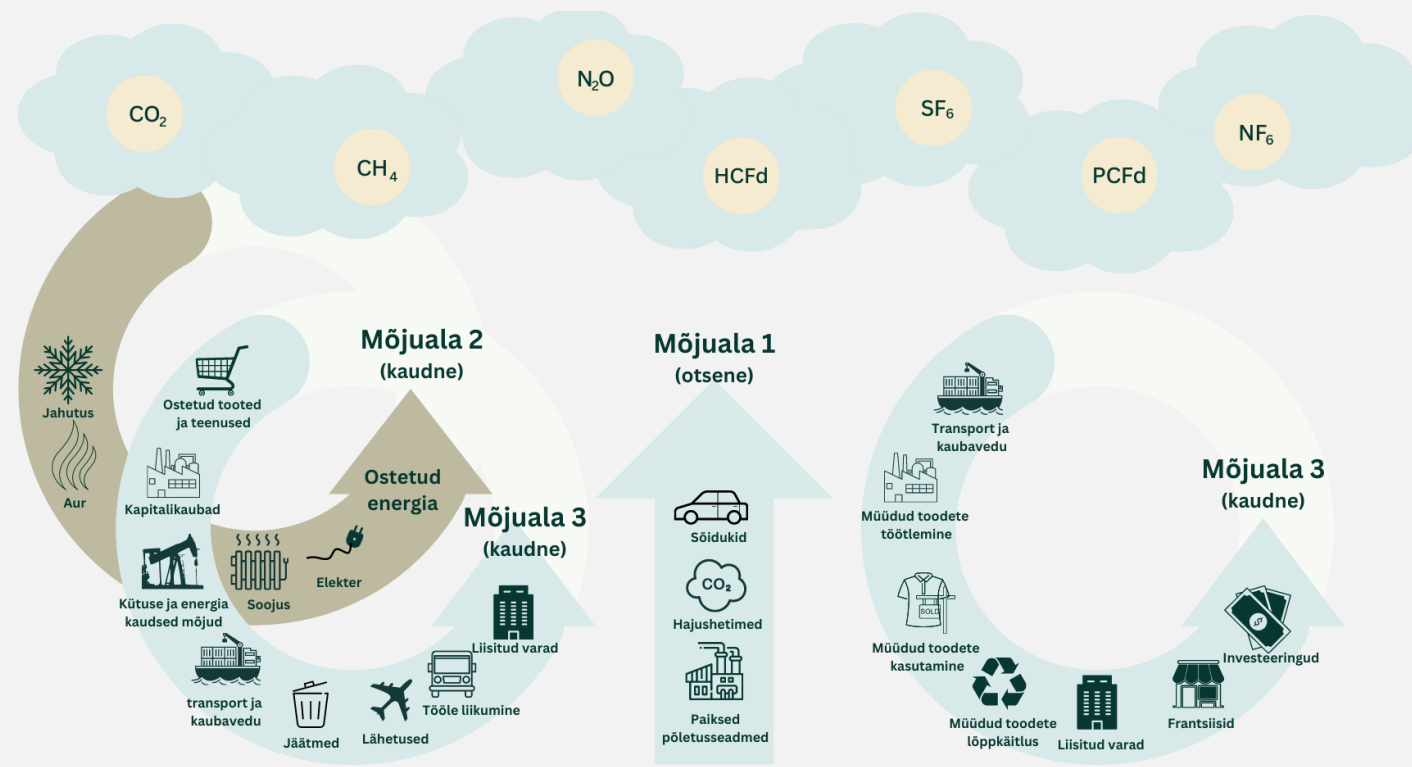 CO₂
CH₄
N₂O
HCFd
SF₆
PCFd
NF₆
Mõjuala 2
(kaudne)
Jahutus
Aur
Ostetud
energia
Soojus
Elekter
Mõjuala 3
(kaudne)
Ostetud tooted
ja teenused
Kapitalikaubad
Kütuse ja energia
kaudsed mõjud
transport ja
kaubavedu
Jäätmed
Lähetused
Tööle liikumine
Liisitud varad
Mõjuala 1
(otsene)
Sõidukid
CO₂
Hajushetimed
Paiksed
põletusseadmed
Mõjuala 3
(kaudne)
Transport ja
kaubavedu
Müüdud toodete
töötlemine
SOLD
Müüdud toodete
kasutamine
Müüdud toodete
lõppkäitlus
Liisitud varad
Frantsiisid
Investeeringud